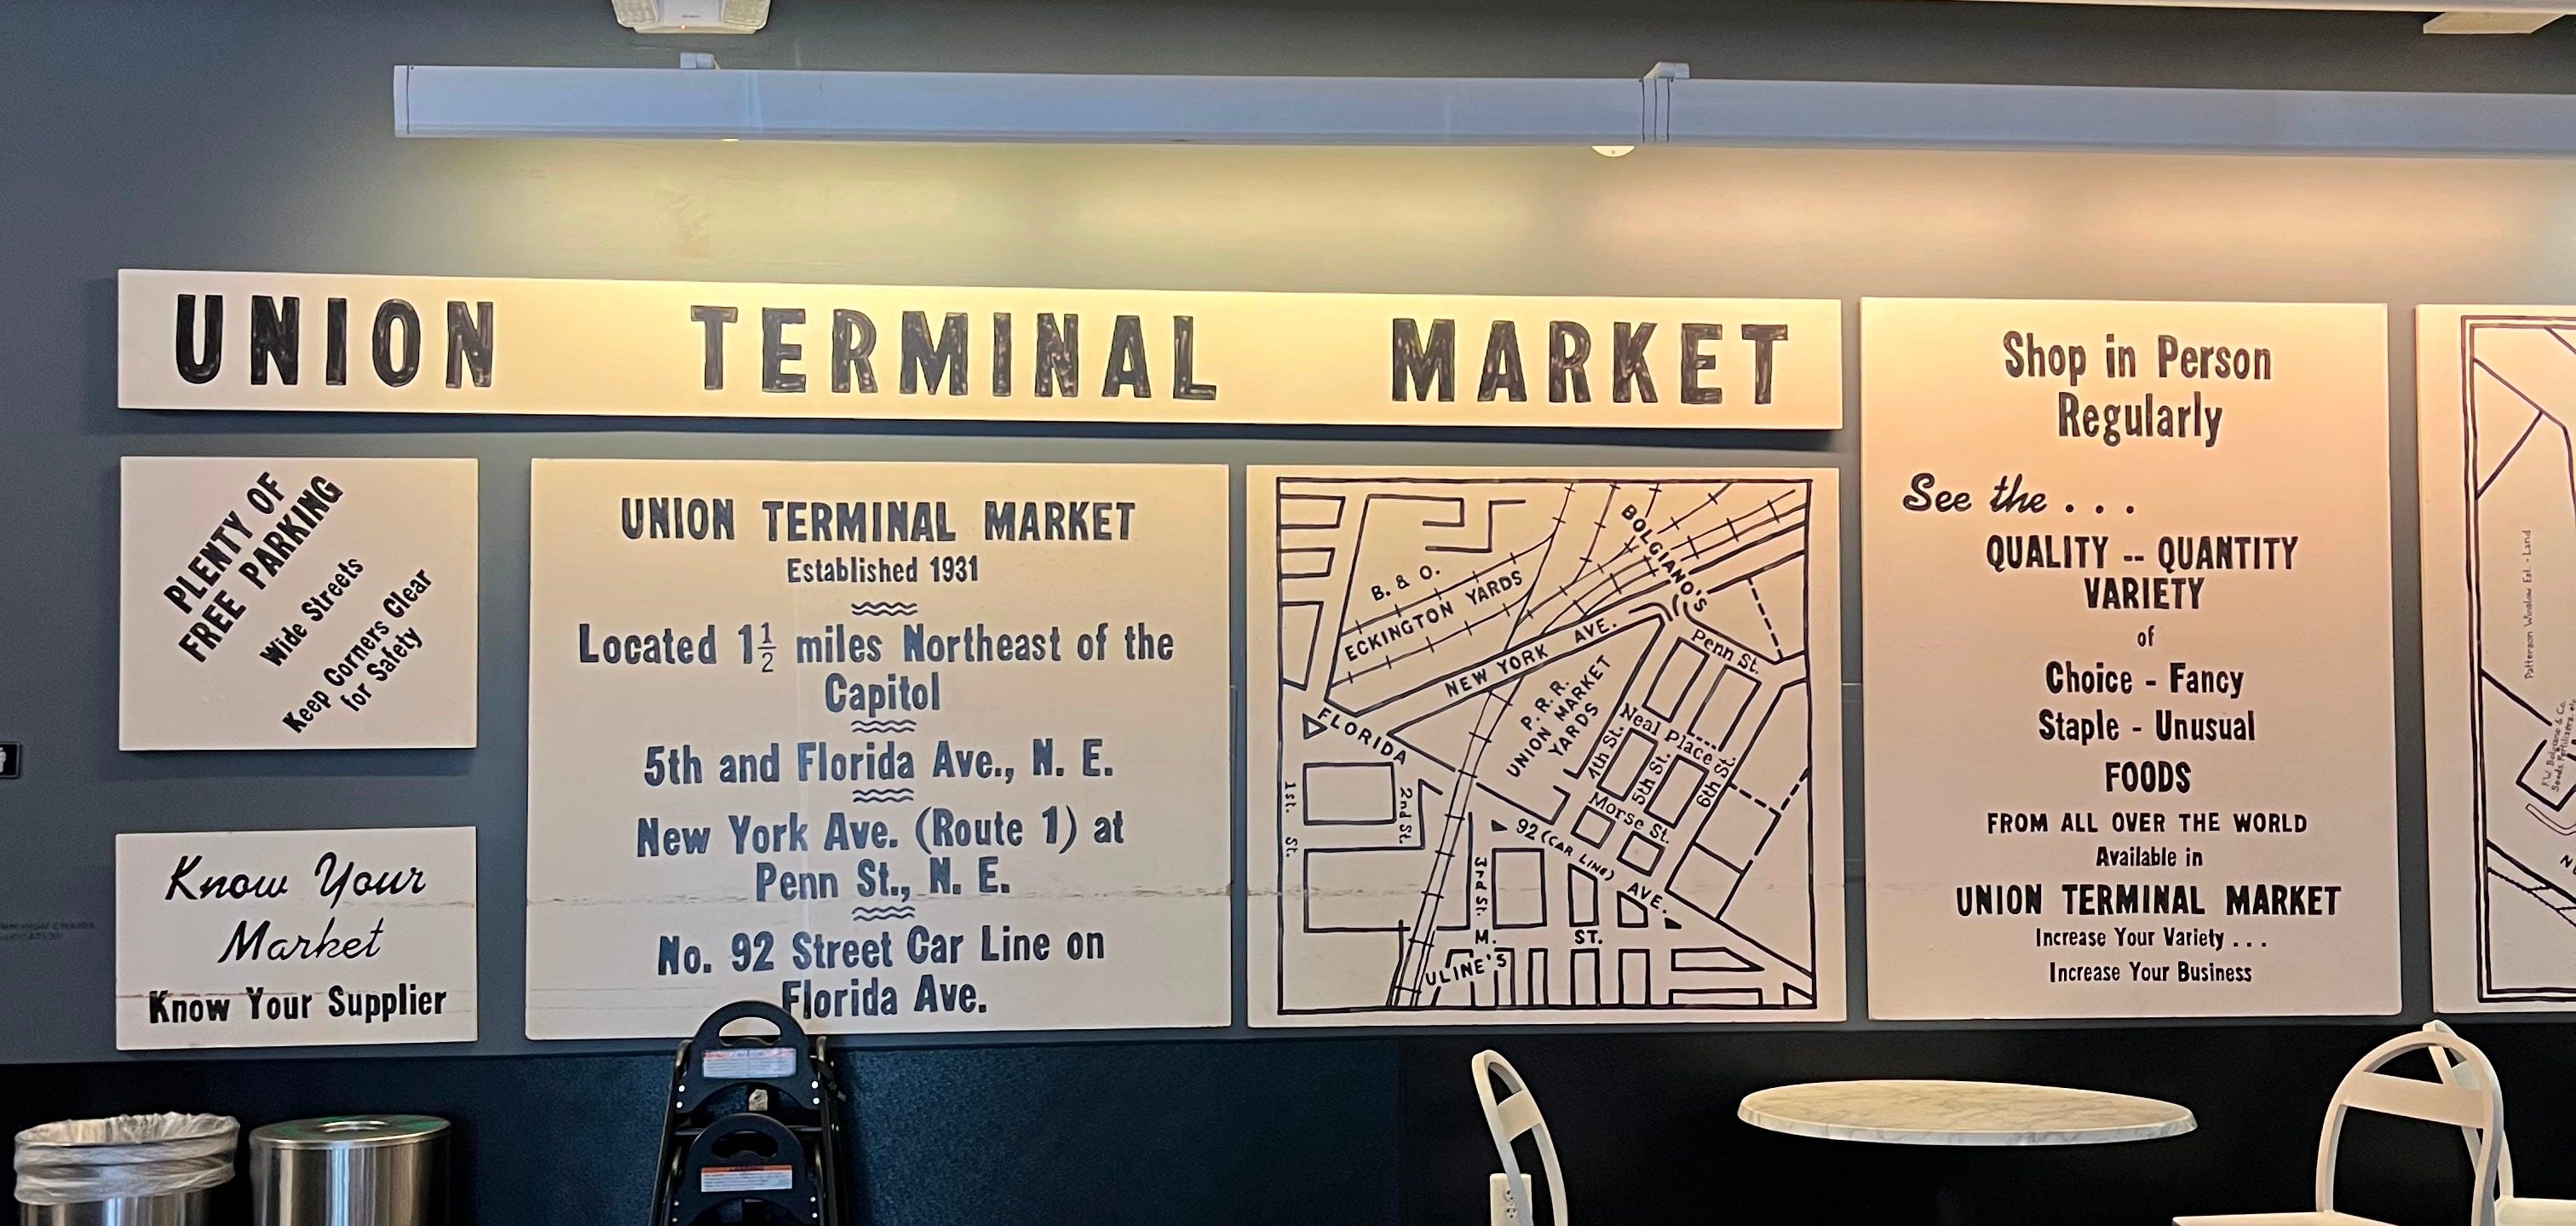 UNION TERMINAL MARKET
PLENTY OF
FREE PARKING
Wide Streets
Keep Corners Clear
for Safety
Know Your
Market
Know Your Supplier
UNION TERMINAL MARKET
Established 1931
Located 1 1/2 miles Northeast of the
Capitol
5th and Florida Ave., N. E.
New York Ave. (Route 1) at
Penn St., N. E.
No. 92 Street Car Line on
Florida Ave.
BOLGIANO'S
B. & O.
ECKINGTON YARDS
NEW YORK AVE.
Penn St.
P. R. R.
UNION MARKET
YARDS
FLORIDA
Neal Place
4th St.
5th St.
6th St.
Morse St.
1st. St.
2nd St.
92 (CAR LINE)
AVE.
3rd St.
M. ST.
ULINE'S
Shop in Person
Regularly
See the . . .
QUALITY -- QUANTITY
VARIETY
of
Choice - Fancy
Staple - Unusual
FOODS
FROM ALL OVER THE WORLD
Available in
UNION TERMINAL MARKET
Increase Your Variety . . .
Increase Your Business
Patterson Winslow Est. - Land